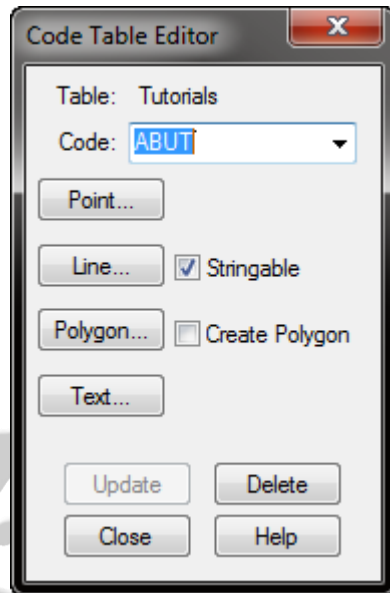 Code Table Editor
Table: Tutorials
Code: ABUT
Point...
Line... Stringable
Polygon... Create Polygon
Text...
Update Delete
Close Help